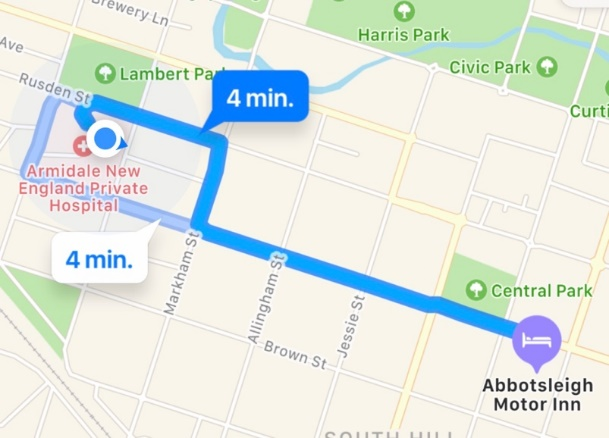 Brewery Ln
Harris Park
Ave
Civic Park
Lambert Park
Rusden St
4 min.
Curti
Armidale New
England Private
Hospital
4 min.
Markham St
Allingham St
Jessie St
Central Park
Brown St
Abbotsleigh
Motor Inn
SOUTH HILL